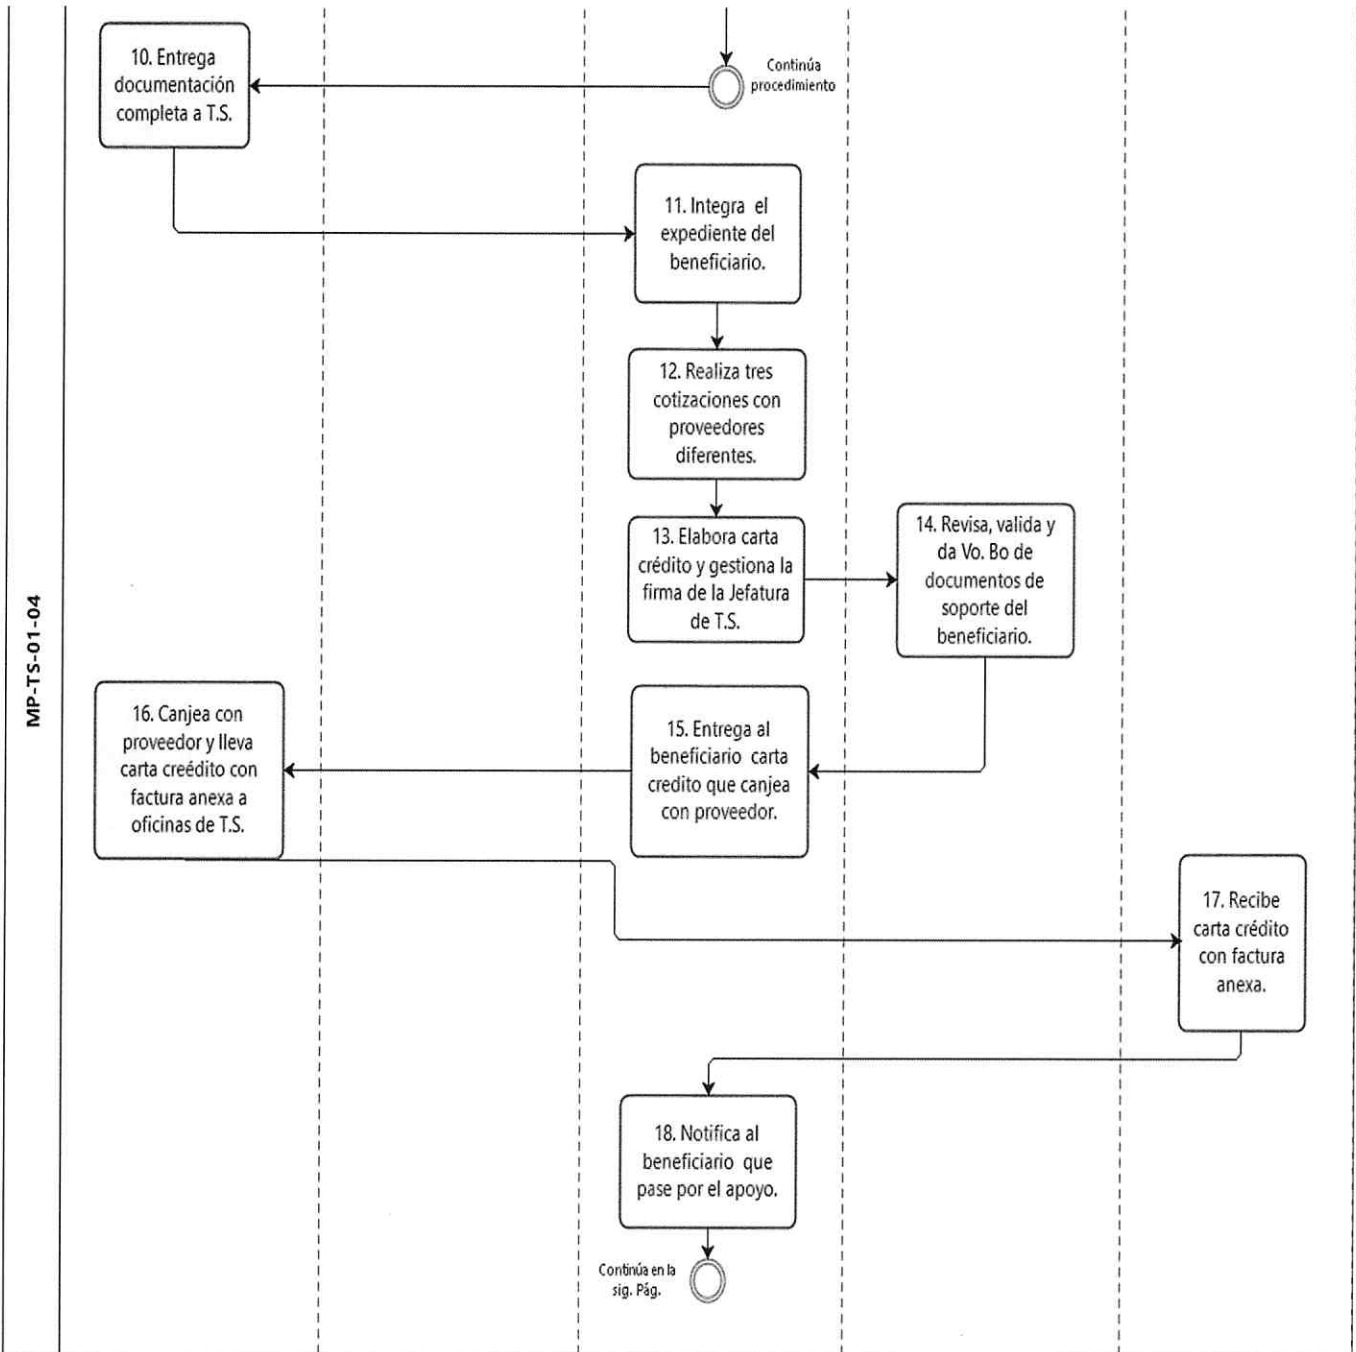 MP-TS-01-04
Continúa
procedimiento
10. Entrega
documentación
completa a T.S.
11. Integra el
expediente del
beneficiario.
12. Realiza tres
cotizaciones con
proveedores
diferentes.
13. Elabora carta
crédito y gestiona la
firma de la Jefatura
de T.S.
14. Revisa, valida y
da Vo. Bo de
documentos de
soporte del
beneficiario.
15. Entrega al
beneficiario carta
credito que canjea
con proveedor.
16. Canjea con
proveedor y lleva
carta creédito con
factura anexa a
oficinas de T.S.
17. Recibe
carta crédito
con factura
anexa.
18. Notifica al
beneficiario que
pase por el apoyo.
Continúa en la
sig. Pág.